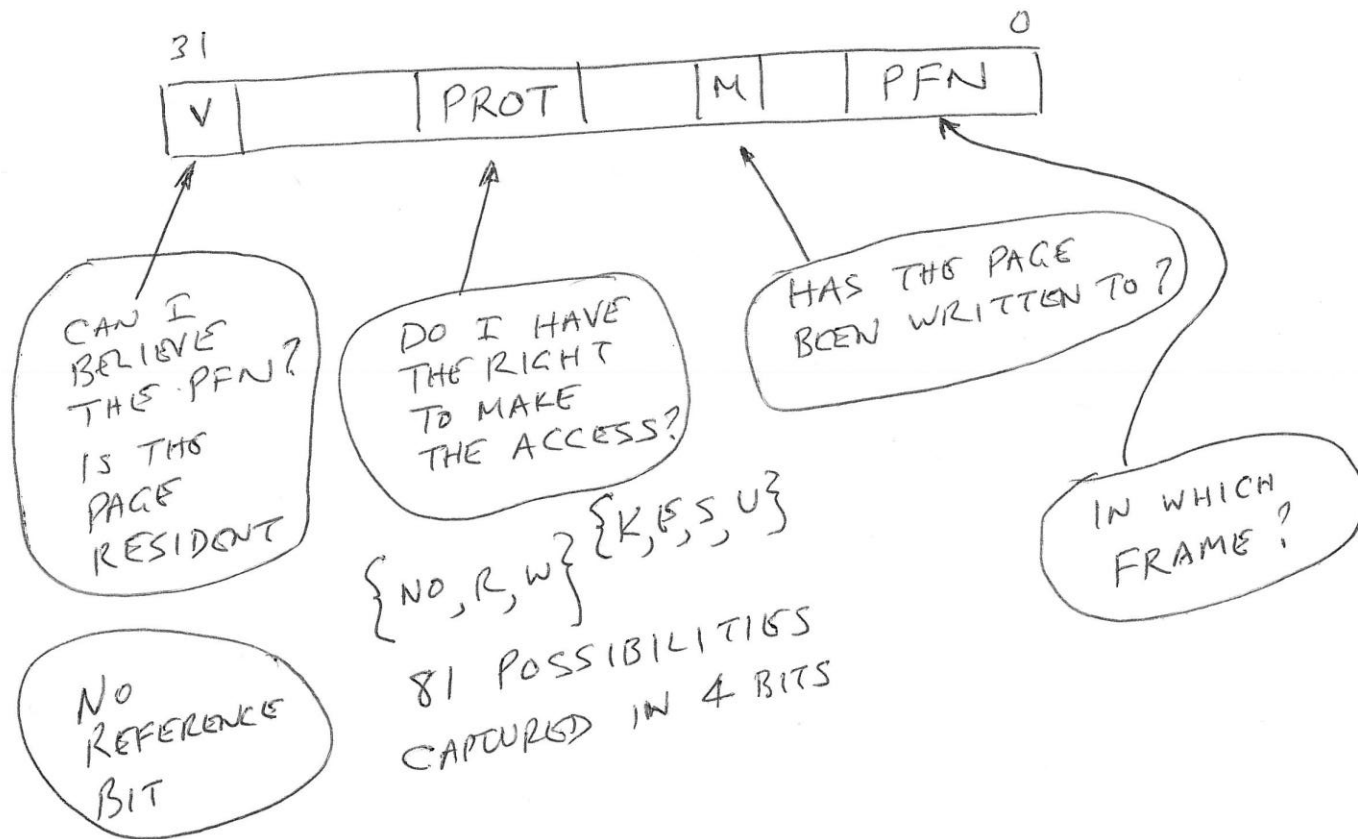 31
0
V
PROT
M
PFN
CAN I
BELIEVE
THE PFN?
IS THE
PAGE
RESIDENT
DO I HAVE
THE RIGHT
TO MAKE
THE ACCESS?
HAS THE PAGE
BEEN WRITTEN TO?
IN WHICH
FRAME?
{NO, R, W} {K, E, S, U}
81 POSSIBILITIES
CAPTURED IN 4 BITS
NO
REFERENCE
BIT